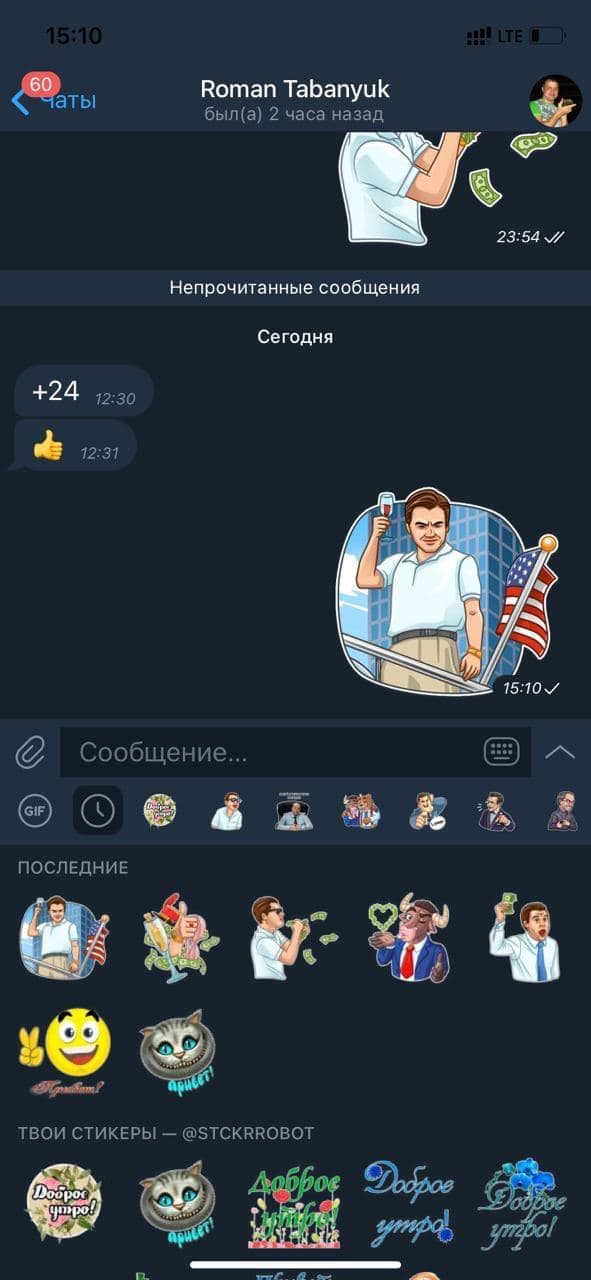 15:10
LTE
60
Чаты
Roman Tabanyuk
был(а) 2 часа назад
23:54
Непрочитанные сообщения
Сегодня
+24 12:30
12:31
15:10
Сообщение...
GIF
Доброе утро!
ПОСЛЕДНИЕ
Привет!
Привет!
ТВОИ СТИКЕРЫ — @STCKRROBOT
Доброе утро!
Привет!
Доброе утро!
Доброе утро!
Доброе утро!